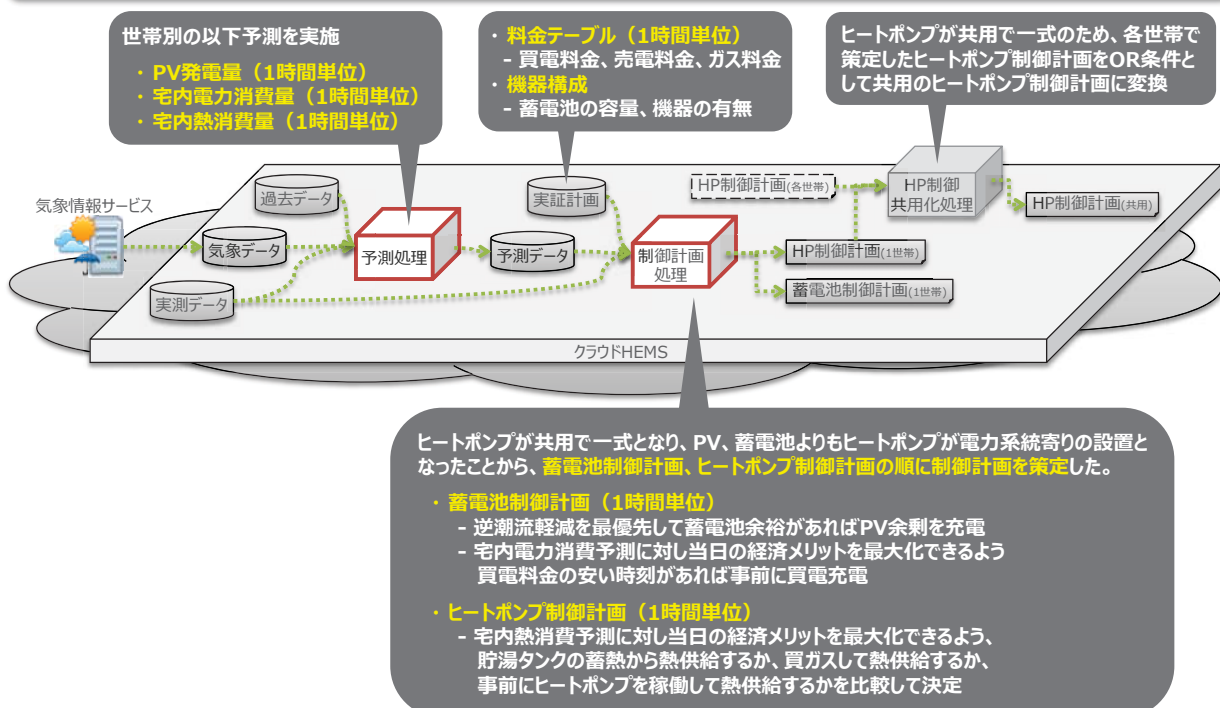 世帯別の以下予測を実施
・ PV発電量（1時間単位）
・ 宅内電力消費量（1時間単位）
・ 宅内熱消費量（1時間単位）
・ 料金テーブル（1時間単位）
- 買電料金、売電料金、ガス料金
・ 機器構成
- 蓄電池の容量、機器の有無
ヒートポンプが共用で一式のため、各世帯で
策定したヒートポンプ制御計画をOR条件と
して共用のヒートポンプ制御計画に変換
気象情報サービス
過去データ
気象データ
実測データ
予測処理
予測データ
実証計画
制御計画
処理
HP制御計画(各世帯)
HP制御
共用化処理
HP制御計画(共用)
HP制御計画(1世帯)
蓄電池制御計画(1世帯)
クラウドHEMS
ヒートポンプが共用で一式となり、PV、蓄電池よりもヒートポンプが電力系統寄りの設置と
なったことから、蓄電池制御計画、ヒートポンプ制御計画の順に制御計画を策定した。
・ 蓄電池制御計画（1時間単位）
- 逆潮流軽減を最優先して蓄電池余裕があればPV余剰を充電
- 宅内電力消費予測に対し当日の経済メリットを最大化できるよう
買電料金の安い時刻があれば事前に買電充電
・ ヒートポンプ制御計画（1時間単位）
- 宅内熱消費予測に対し当日の経済メリットを最大化できるよう、
貯湯タンクの蓄熱から熱供給するか、買ガスして熱供給するか、
事前にヒートポンプを稼働して熱供給するかを比較して決定